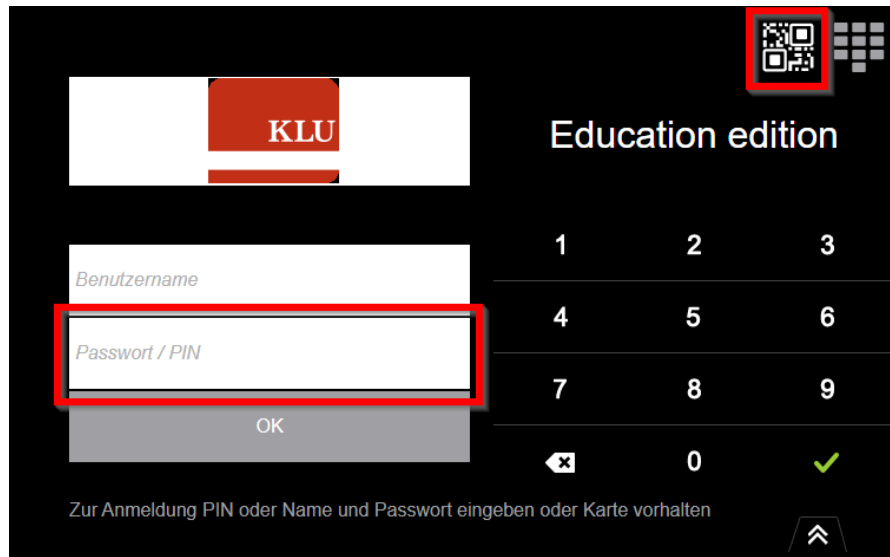 KLU
Education edition
Benutzername
Passwort / PIN
OK
1 2 3
4 5 6
7 8 9
0
Zur Anmeldung PIN oder Name und Passwort eingeben oder Karte vorhalten